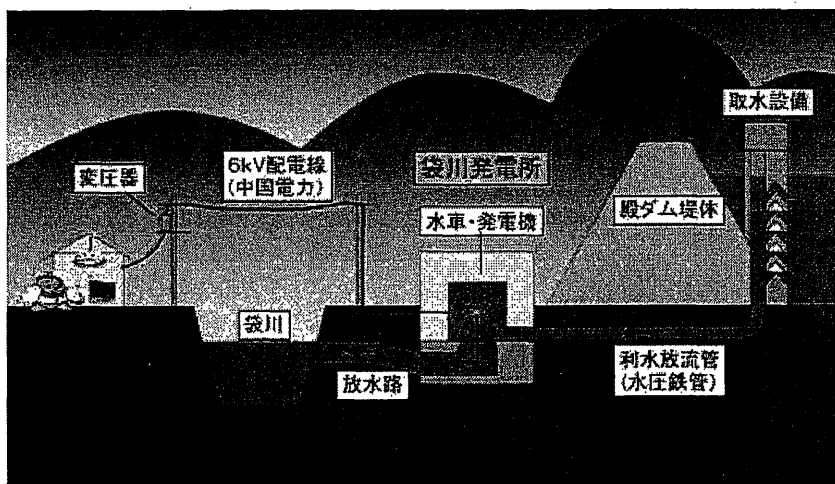 取水設備
6kV配電線
(中国電力)
変圧器
袋川発電所
水車・発電機
殿ダム堤体
袋川
放水路
利水放流管
(水圧鉄管)